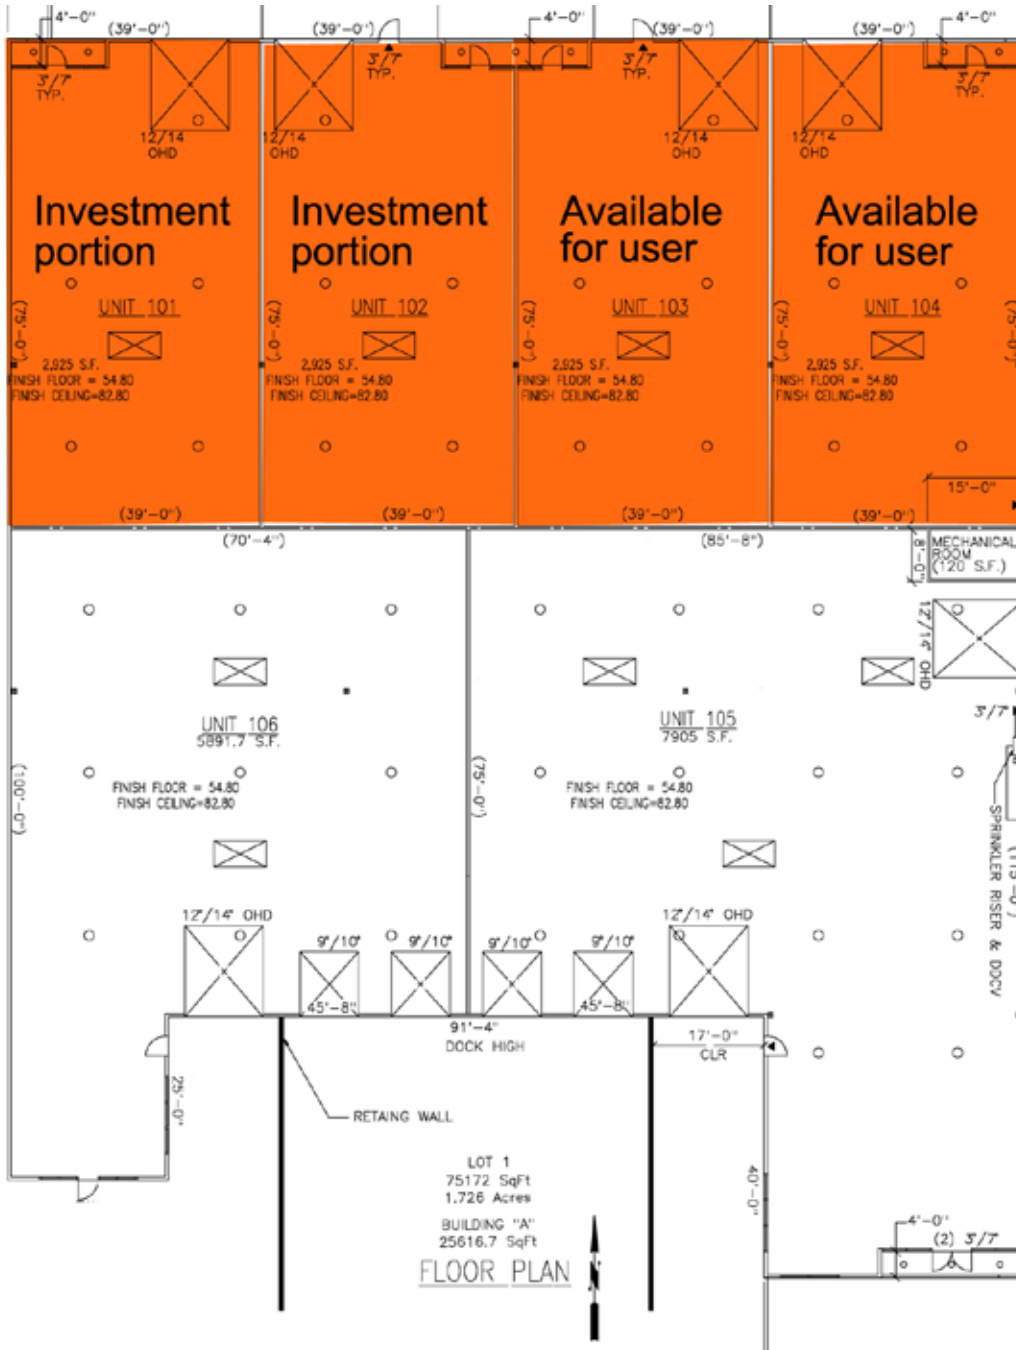 4'-0"
(39'-0")
(39'-0")
4'-0"
(39'-0")
(39'-0")
4'-0"
3/7
TYP.
3/7
TYP.
3/7
TYP.
3/7
TYP.
12/14
OHD
12/14
OHD
12/14
OHD
12/14
OHD
Investment
portion
Investment
portion
Available
for user
Available
for user
UNIT 101
UNIT 102
UNIT 103
UNIT 104
(75'-0")
(75'-0")
(75'-0")
(75'-0")
(75'-0")
2,925 S.F.
FINISH FLOOR = 54.80
FINISH CEILING=82.80
2,925 S.F.
FINISH FLOOR = 54.80
FINISH CEILING=82.80
2,925 S.F.
FINISH FLOOR = 54.80
FINISH CEILING=82.80
2,925 S.F.
FINISH FLOOR = 54.80
FINISH CEILING=82.80
15'-0"
(39'-0")
(39'-0")
(39'-0")
(39'-0")
(70'-4")
(85'-8")
8'-0"
MECHANICAL
ROOM
(120 S.F.)
12'/14' OHD
3'/7'
UNIT 106
5891.7 S.F.
UNIT 105
7905 S.F.
(100'-0")
(75'-0")
FINISH FLOOR = 54.80
FINISH CEILING=82.80
FINISH FLOOR = 54.80
FINISH CEILING=82.80
SPRINKLER RISER & DDCV
(115'-0")
12'/14' OHD
9'/10'
9'/10'
9'/10'
9'/10'
12'/14' OHD
45'-8"
45'-8"
91'-4"
DOCK HIGH
17'-0"
CLR
25'-0"
RETAING WALL
LOT 1
75172 SqFt
1.726 Acres
BUILDING "A"
25616.7 SqFt
FLOOR PLAN
N
40'-0"
4'-0"
(2) 3'/7'